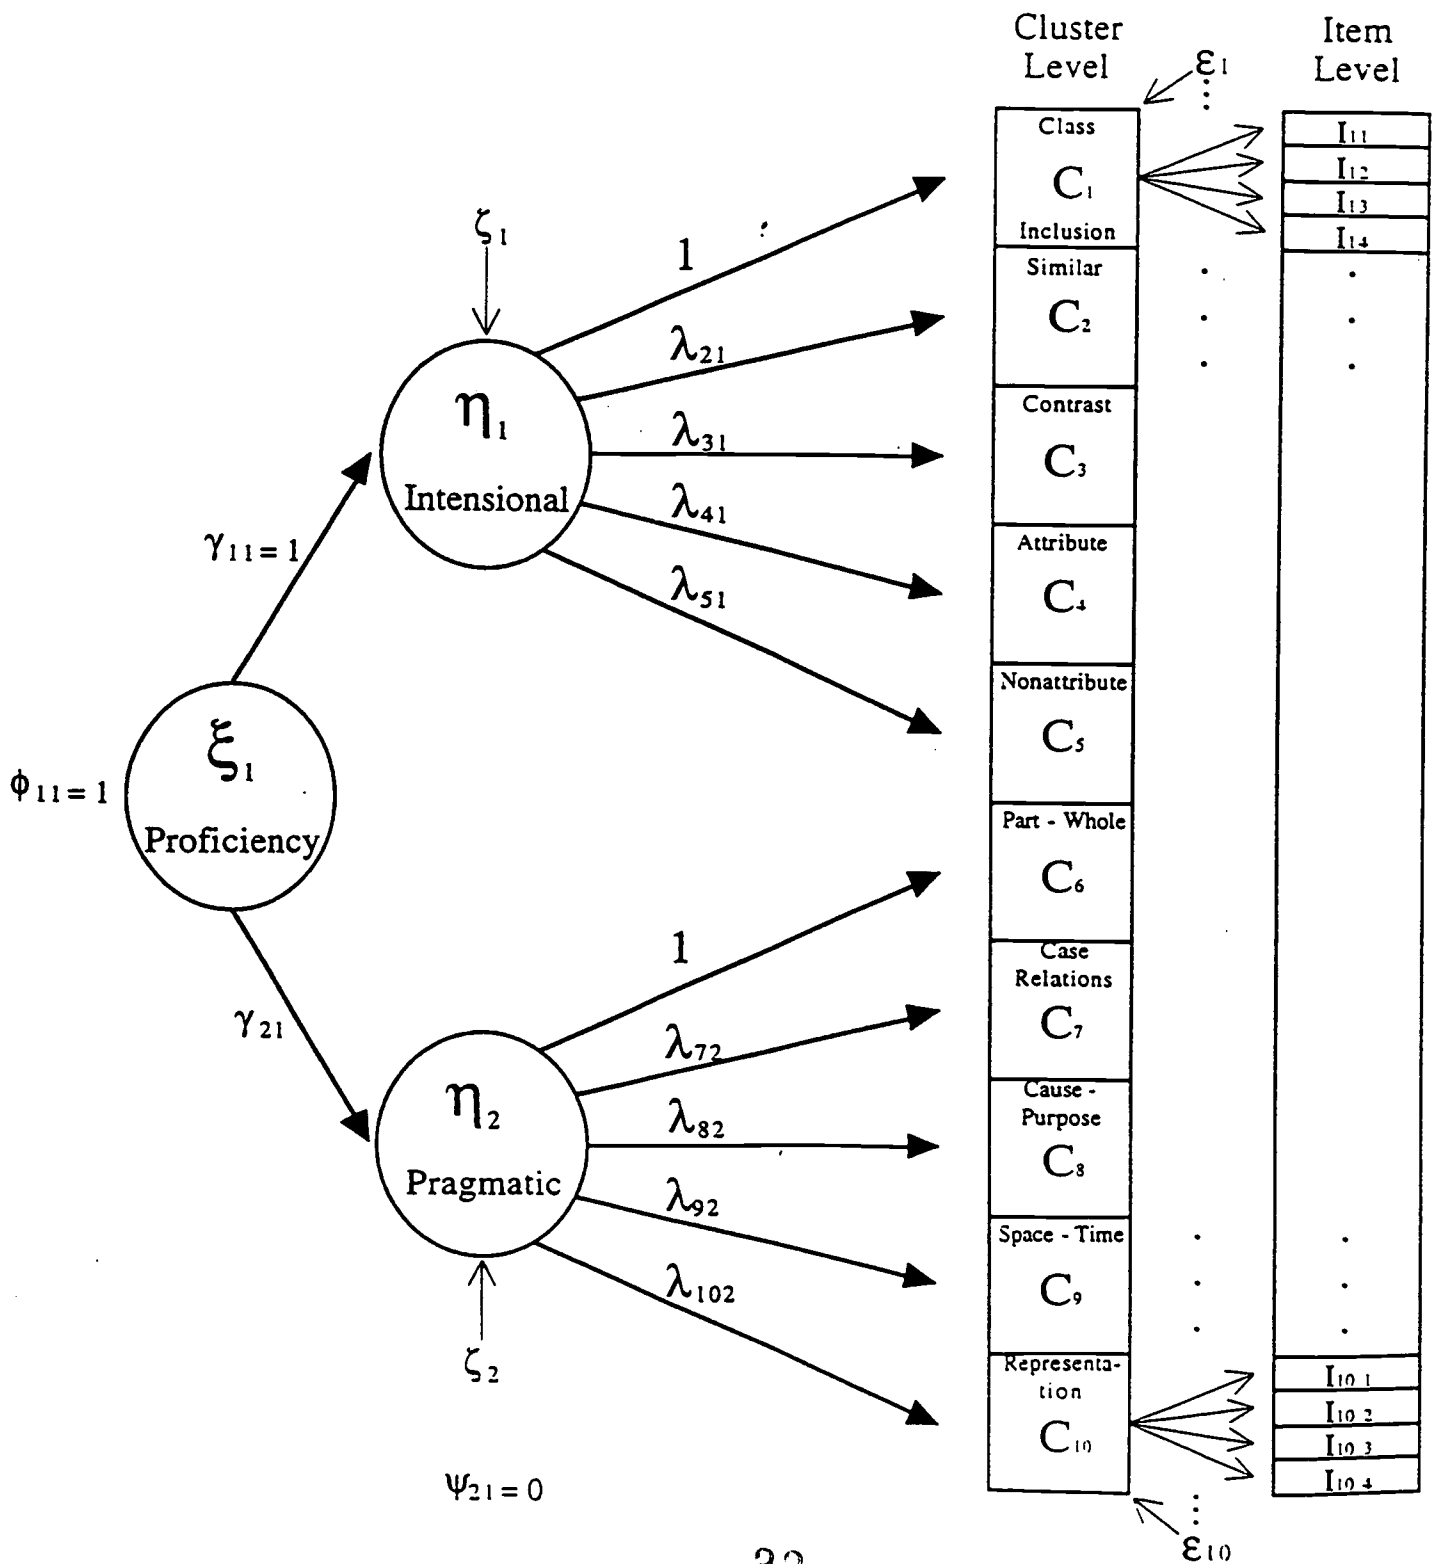 Cluster
Level
Item
Level
ε1
Class
C1
Inclusion
I11
I12
I13
I14
ζ1
1
Similar
C2
λ21
η1
Intensional
Contrast
C3
λ31
λ41
Attribute
C4
γ11=1
λ51
Nonattribute
C5
ξ1
Proficiency
ϕ11=1
Part - Whole
C6
1
Case
Relations
C7
γ21
λ72
η2
Pragmatic
Cause -
Purpose
C8
λ82
λ92
Space - Time
C9
λ102
ζ2
Representa-
tion
C10
I10 1
I10 2
I10 3
I10 4
ψ21=0
ε10